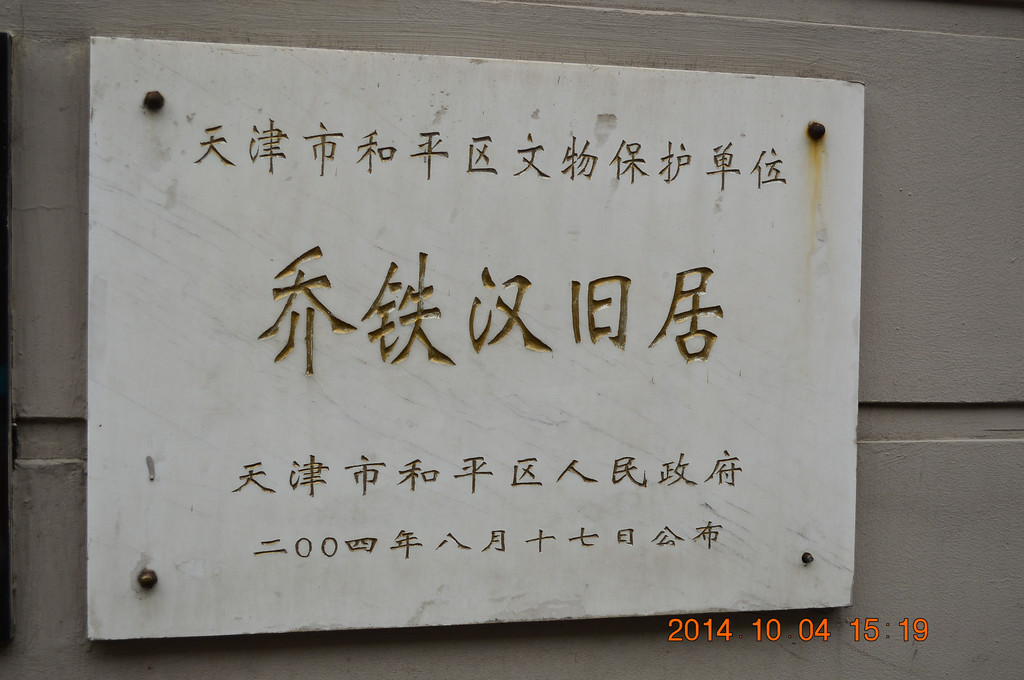 天津市和平区文物保护单位
乔铁汉旧居
天津市和平区人民政府
二〇〇四年八月十七日公布
2014.10.04 15:19